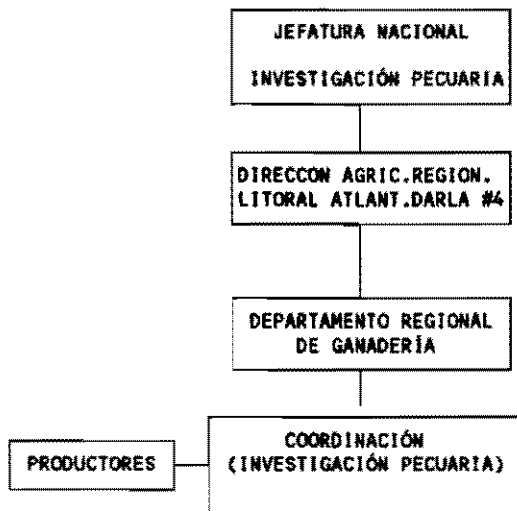 JEFATURA NACIONAL
INVESTIGACIÓN PECUARIA
DIRECCON AGRIC.REGION.
LITORAL ATLANT.DARLA #4
DEPARTAMENTO REGIONAL
DE GANADERÍA
COORDINACIÓN
(INVESTIGACIÓN PECUARIA)
PRODUCTORES